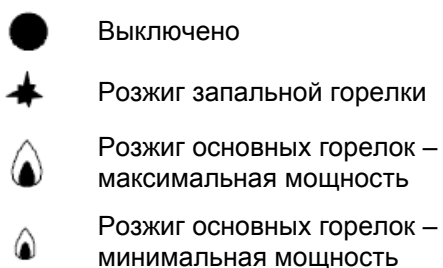 Выключено
Розжиг запальной горелки
Розжиг основных горелок –
максимальная мощность
Розжиг основных горелок –
минимальная мощность